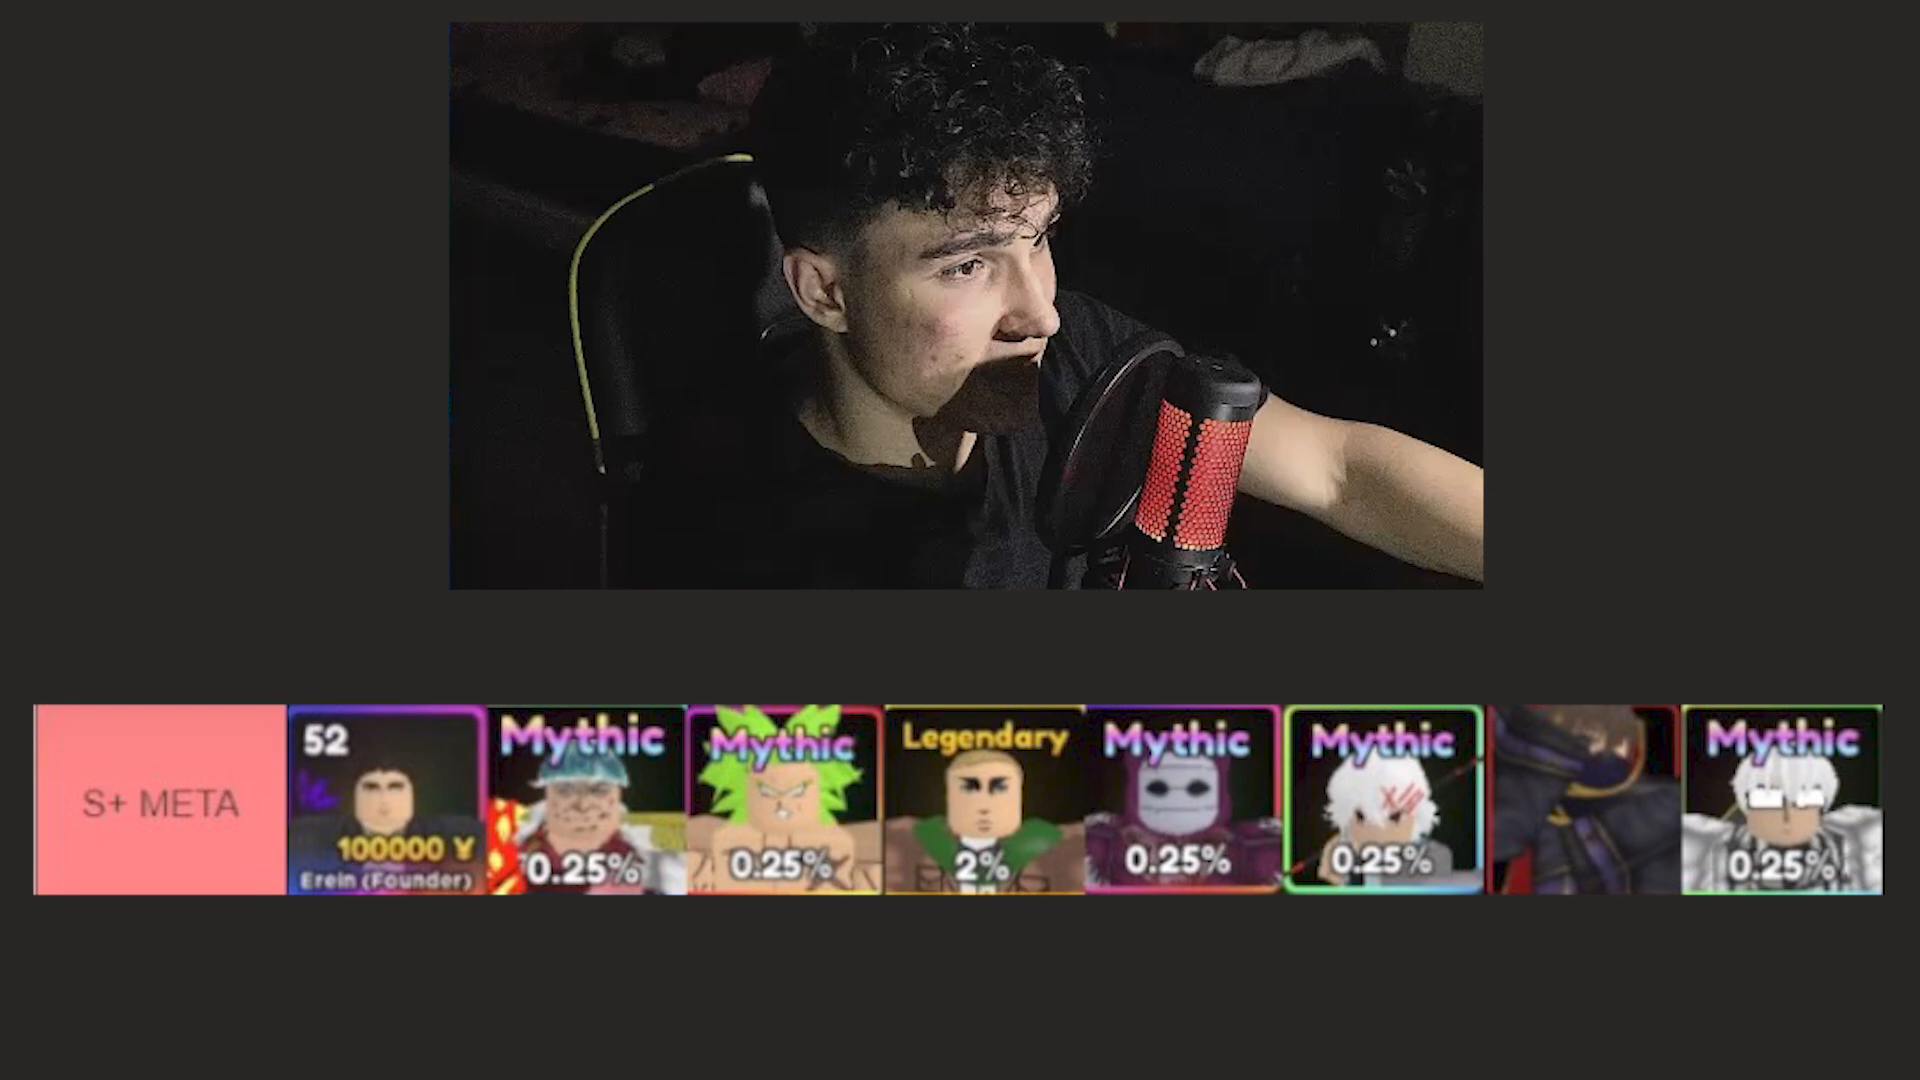 S+ META
52
100000 ¥
Erein (Founder)
Mythic
0.25%
Mythic
0.25%
Legendary
2%
Mythic
0.25%
Mythic
0.25%
Mythic
0.25%